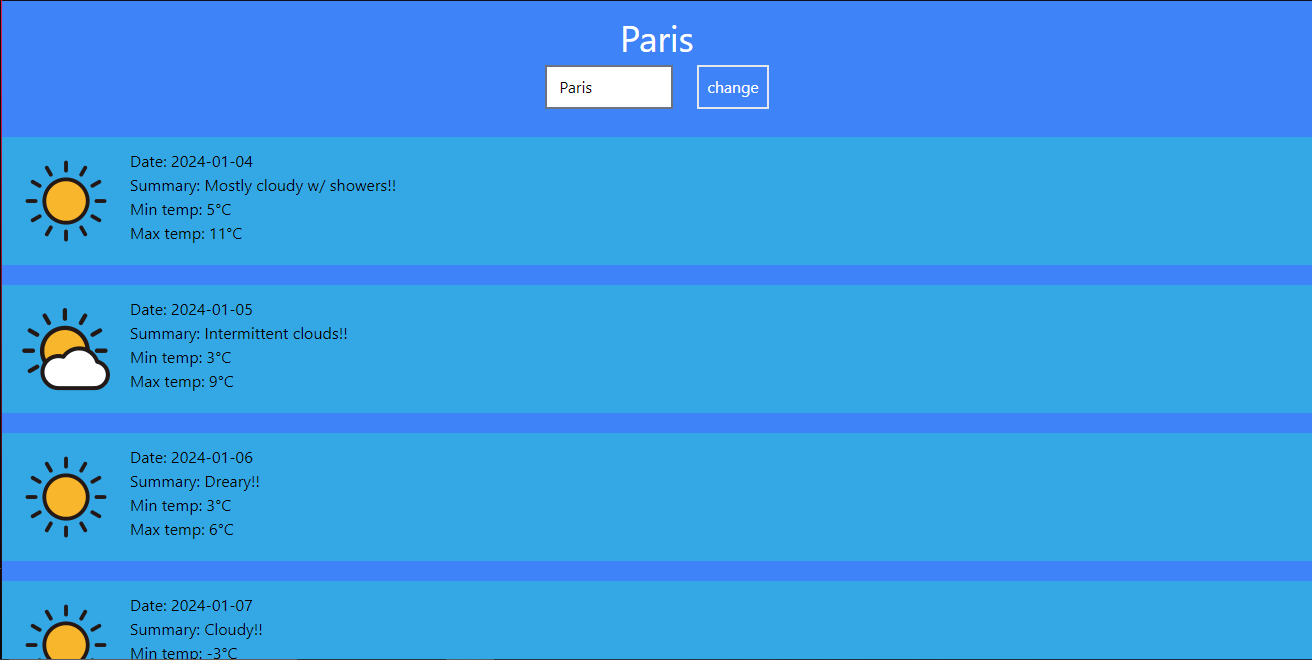 Paris
Paris
change
Date: 2024-01-04
Summary: Mostly cloudy w/ showers!!
Min temp: 5°C
Max temp: 11°C
Date: 2024-01-05
Summary: Intermittent clouds!!
Min temp: 3°C
Max temp: 9°C
Date: 2024-01-06
Summary: Dreary!!
Min temp: 3°C
Max temp: 6°C
Date: 2024-01-07
Summary: Cloudy!!
Min temp: -3°C